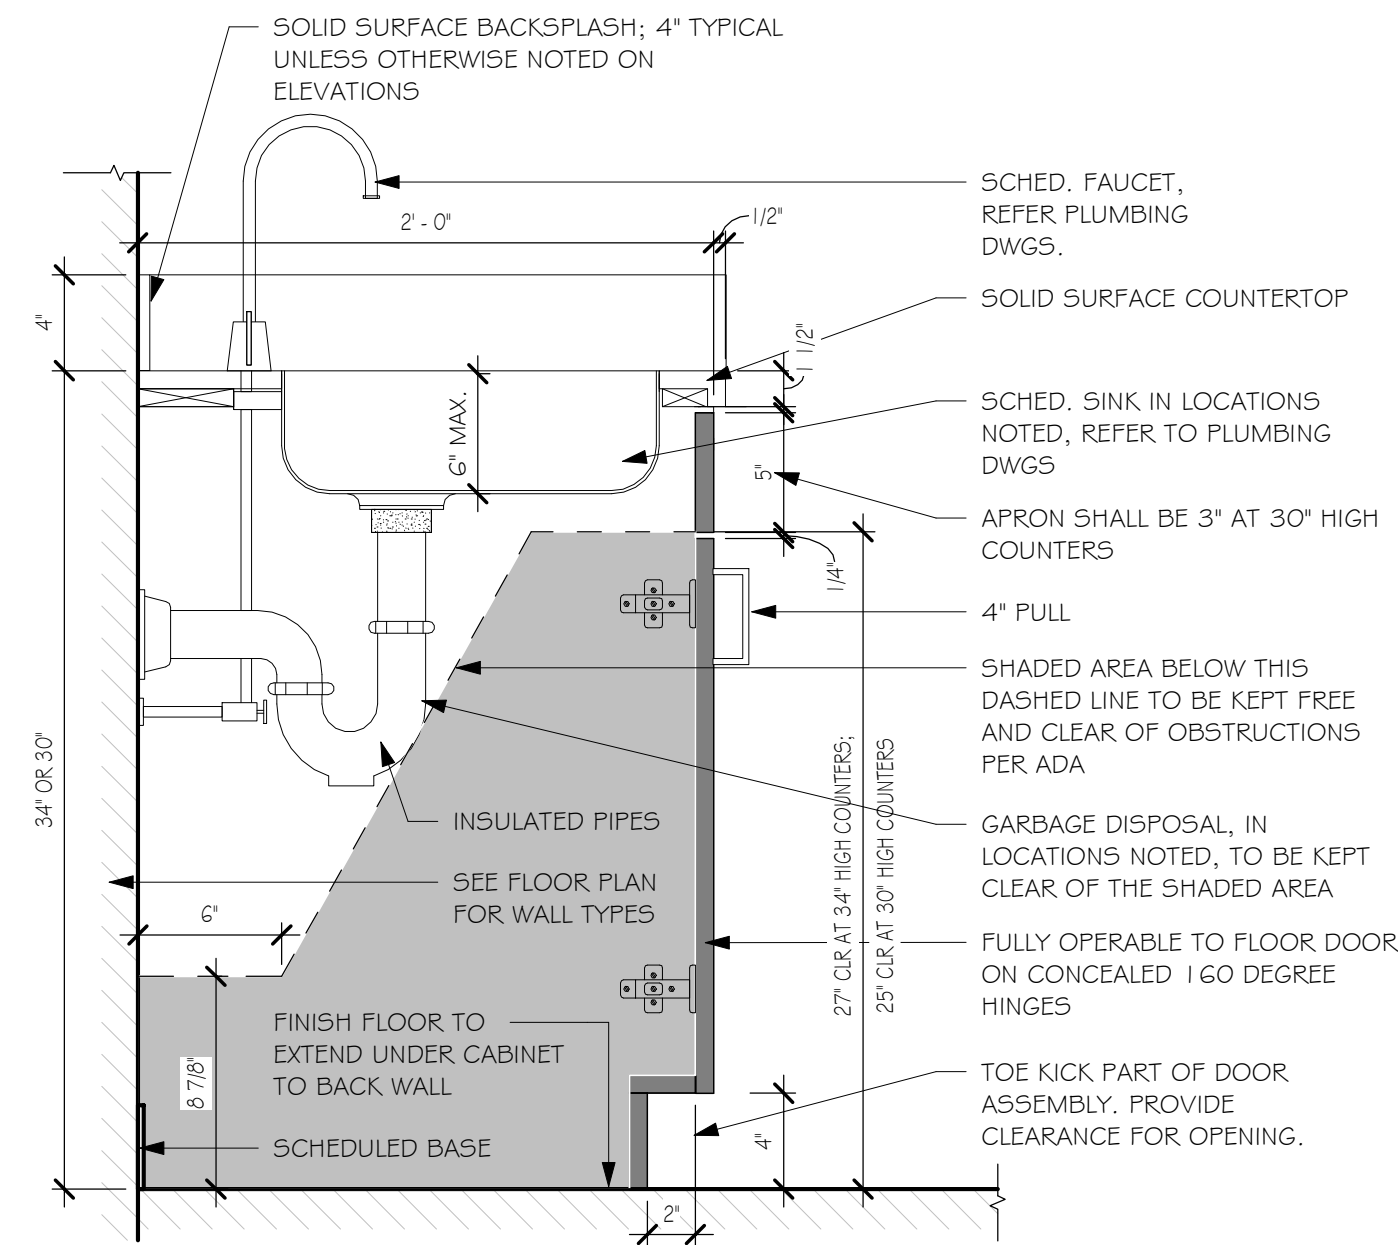 SOLID SURFACE BACKSPLASH; 4" TYPICAL
UNLESS OTHERWISE NOTED ON
ELEVATIONS
SCHED. FAUCET,
REFER PLUMBING
DWGS.
2' - 0"
1/2"
SOLID SURFACE COUNTERTOP
4"
1 1/2"
SCHED. SINK IN LOCATIONS
NOTED, REFER TO PLUMBING
DWGS
6" MAX.
5"
APRON SHALL BE 3" AT 30" HIGH
COUNTERS
1/4"
4" PULL
SHADED AREA BELOW THIS
DASHED LINE TO BE KEPT FREE
AND CLEAR OF OBSTRUCTIONS
PER ADA
34" OR 30"
27" CLR AT 34" HIGH COUNTERS;
25" CLR AT 30" HIGH COUNTERS
INSULATED PIPES
GARBAGE DISPOSAL, IN
LOCATIONS NOTED, TO BE KEPT
CLEAR OF THE SHADED AREA
SEE FLOOR PLAN
FOR WALL TYPES
6"
FULLY OPERABLE TO FLOOR DOOR
ON CONCEALED 160 DEGREE
HINGES
FINISH FLOOR TO
EXTEND UNDER CABINET
TO BACK WALL
8 7/8"
TOE KICK PART OF DOOR
ASSEMBLY. PROVIDE
CLEARANCE FOR OPENING.
SCHEDULED BASE
4"
2"